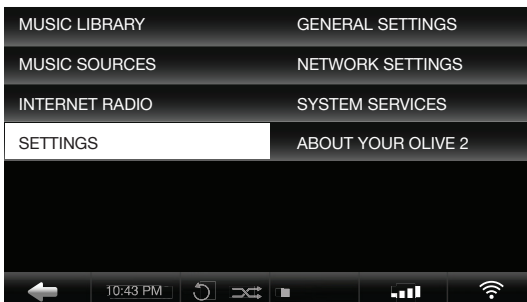 MUSIC LIBRARY
GENERAL SETTINGS
MUSIC SOURCES
NETWORK SETTINGS
INTERNET RADIO
SYSTEM SERVICES
SETTINGS
ABOUT YOUR OLIVE 2
10:43 PM